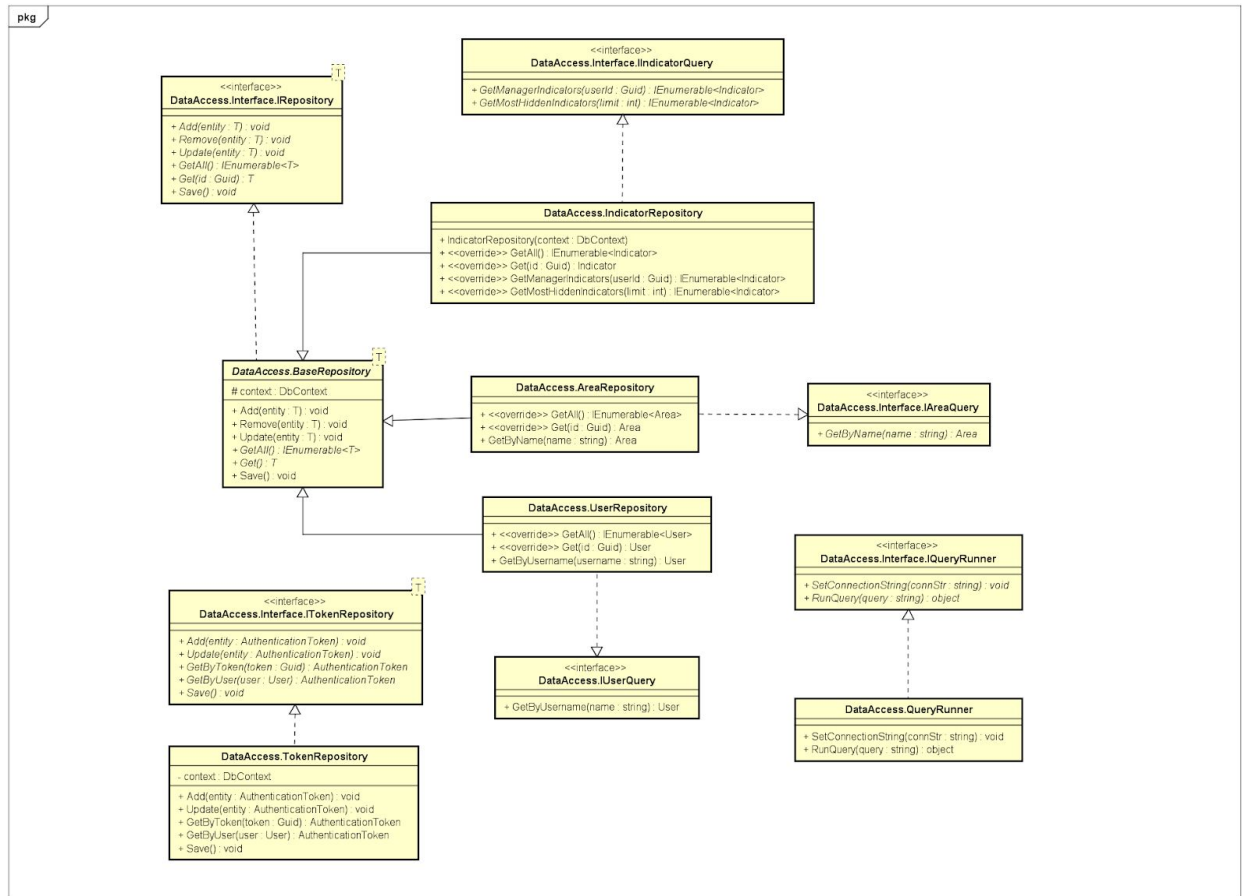 pkg
<<interface>>
DataAccess.Interface.IIndicatorQuery
+ GetManagerIndicators(userId : Guid) : IEnumerable<Indicator>
+ GetMostHiddenIndicators(limit : int) : IEnumerable<Indicator>
T
<<interface>>
DataAccess.Interface.IRepository
+ Add(entity : T) : void
+ Remove(entity : T) : void
+ Update(entity : T) : void
+ GetAll() : IEnumerable<T>
+ Get(id : Guid) : T
+ Save() : void
DataAccess.IndicatorRepository
+ IndicatorRepository(context : DbContext)
+ <<override>> GetAll() : IEnumerable<Indicator>
+ <<override>> Get(id : Guid) : Indicator
+ <<override>> GetManagerIndicators(userId : Guid) : IEnumerable<Indicator>
+ <<override>> GetMostHiddenIndicators(limit : int) : IEnumerable<Indicator>
T
DataAccess.BaseRepository
# context : DbContext
+ Add(entity : T) : void
+ Remove(entity : T) : void
+ Update(entity : T) : void
+ GetAll() : IEnumerable<T>
+ Get() : T
+ Save() : void
DataAccess.AreaRepository
+ <<override>> GetAll() : IEnumerable<Area>
+ <<override>> Get(id : Guid) : Area
+ GetByName(name : string) : Area
<<interface>>
DataAccess.Interface.IAreaQuery
+ GetByName(name : string) : Area
DataAccess.UserRepository
+ <<override>> GetAll() : IEnumerable<User>
+ <<override>> Get(id : Guid) : User
+ GetByUsername(username : string) : User
<<interface>>
DataAccess.Interface.IQueryRunner
+ SetConnectionString(connStr : string) : void
+ RunQuery(query : string) : object
T
<<interface>>
DataAccess.Interface.ITokenRepository
+ Add(entity : AuthenticationToken) : void
+ Update(entity : AuthenticationToken) : void
+ GetByToken(token : Guid) : AuthenticationToken
+ GetByUser(user : User) : AuthenticationToken
+ Save() : void
<<interface>>
DataAccess.IUserQuery
+ GetByUsername(name : string) : User
DataAccess.QueryRunner
+ SetConnectionString(connStr : string) : void
+ RunQuery(query : string) : object
DataAccess.TokenRepository
- context : DbContext
+ Add(entity : AuthenticationToken) : void
+ Update(entity : AuthenticationToken) : void
+ GetByToken(token : Guid) : AuthenticationToken
+ GetByUser(user : User) : AuthenticationToken
+ Save() : void